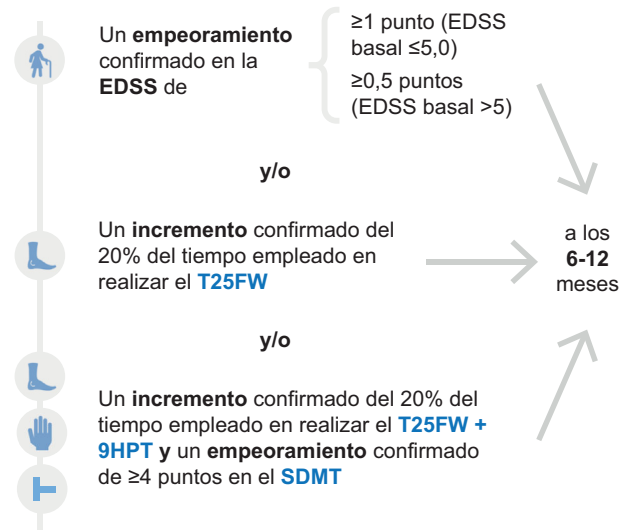 Un empeoramiento
confirmado en la
EDSS de
≥1 punto (EDSS
basal ≤5,0)
≥0,5 puntos
(EDSS basal >5)
y/o
Un incremento confirmado del
20% del tiempo empleado en
realizar el T25FW
a los
6-12
meses
y/o
Un incremento confirmado del 20% del
tiempo empleado en realizar el T25FW +
9HPT y un empeoramiento confirmado
de ≥4 puntos en el SDMT